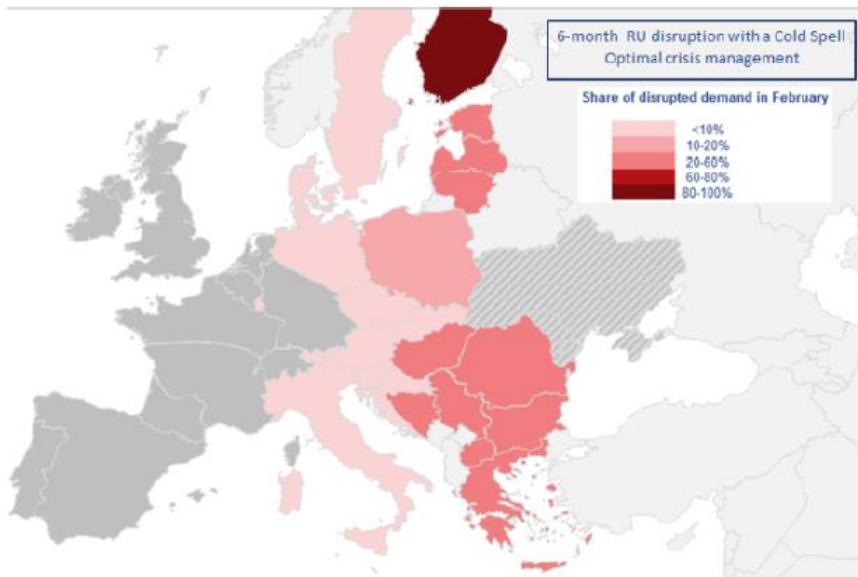 6-month RU disruption with a Cold Spell
Optimal crisis management
Share of disrupted demand in February
<10%
10-20%
20-60%
60-80%
80-100%